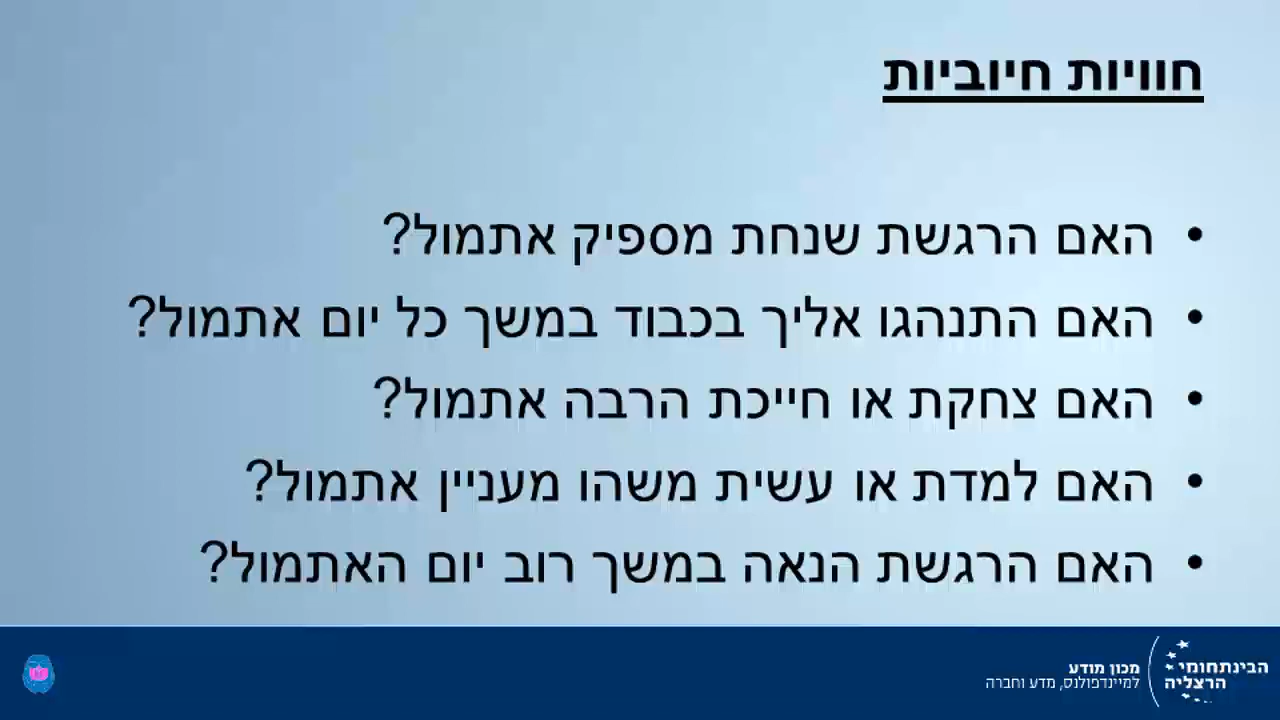 חוויות חיוביות
• האם הרגשת שנחת מספיק אתמול?
• האם התנהגו אליך בכבוד במשך כל יום אתמול?
• האם צחקת או חייכת הרבה אתמול?
• האם למדת או עשית משהו מעניין אתמול?
• האם הרגשת הנאה במשך רוב יום האתמול?
הבינתחומי
הרצליה
מכון מודע
למיינדפולנס, מדע וחברה